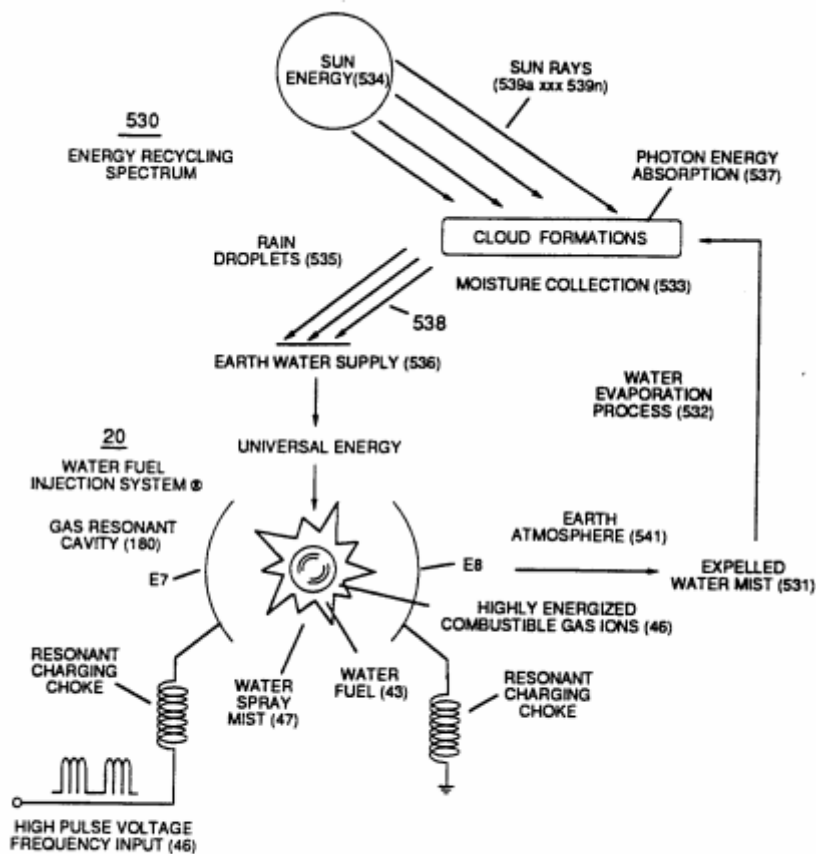 SUN
ENERGY(534)
SUN RAYS
(539a xxx 539n)
530
ENERGY RECYCLING
SPECTRUM
PHOTON ENERGY
ABSORPTION (537)
CLOUD FORMATIONS
RAIN
DROPLETS (535)
MOISTURE COLLECTION (533)
538
EARTH WATER SUPPLY (536)
WATER
EVAPORATION
PROCESS (532)
20
UNIVERSAL ENERGY
WATER FUEL
INJECTION SYSTEM ®
GAS RESONANT
CAVITY (180)
EARTH
ATMOSPHERE (541)
E7
E8
EXPELLED
WATER MIST (531)
HIGHLY ENERGIZED
COMBUSTIBLE GAS IONS (46)
RESONANT
CHARGING
CHOKE
WATER
SPRAY
MIST (47)
WATER
FUEL (43)
RESONANT
CHARGING
CHOKE
HIGH PULSE VOLTAGE
FREQUENCY INPUT (46)